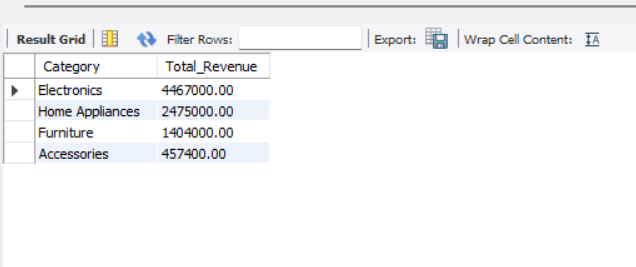 Result Grid Filter Rows: Export: Wrap Cell Content: IA
Category Total_Revenue
Electronics 4467000.00
Home Appliances 2475000.00
Furniture 1404000.00
Accessories 457400.00